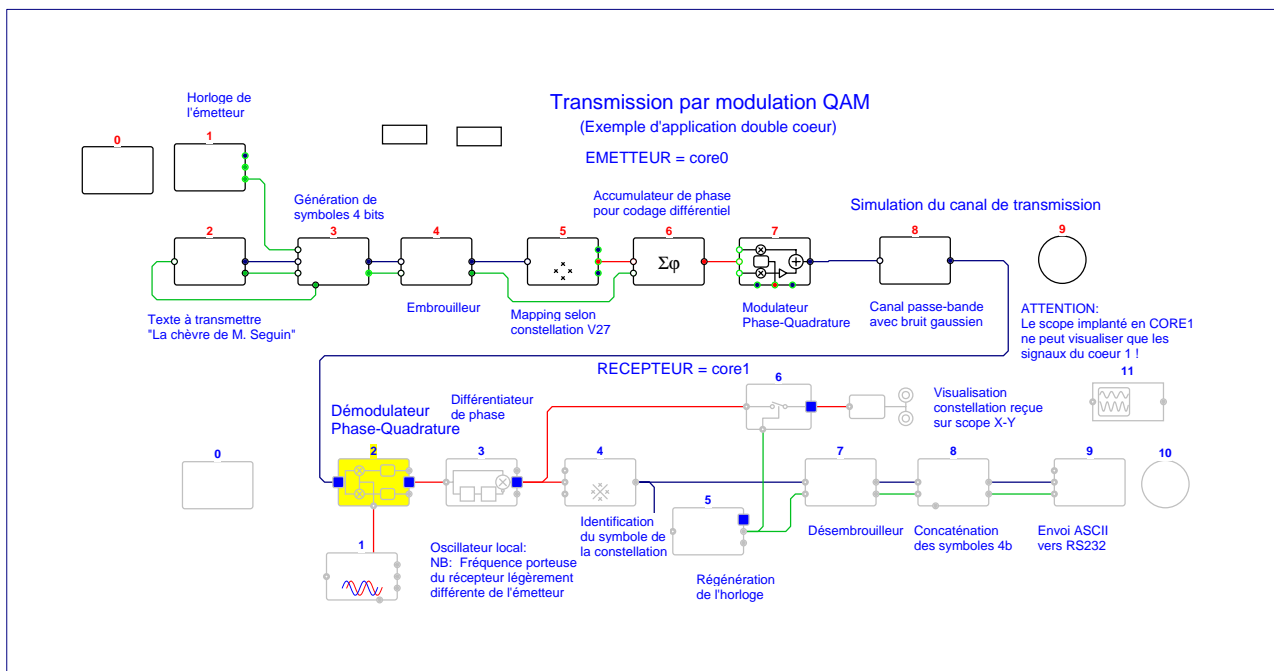 Transmission par modulation QAM
(Exemple d'application double coeur)
EMETTEUR = core0
Horloge de
l'émetteur
0
1
Génération de
symboles 4 bits
Accumulateur de phase
pour codage différentiel
Simulation du canal de transmission
2
3
4
5
6
7
8
9
Σφ
Texte à transmettre
"La chèvre de M. Seguin"
Embrouilleur
Mapping selon
constellation V27
Modulateur
Phase-Quadrature
Canal passe-bande
avec bruit gaussien
ATTENTION:
Le scope implanté en CORE1
ne peut visualiser que les
signaux du coeur 1 !
RECEPTEUR = core1
6
11
Démodulateur
Phase-Quadrature
Différentiateur
de phase
Visualisation
constellation reçue
sur scope X-Y
0
2
3
4
5
7
8
9
10
1
Oscillateur local:
NB: Fréquence porteuse
du récepteur légèrement
différente de l'émetteur
Identification
du symbole de
la constellation
Régénération
de l'horloge
Désembrouilleur
Concaténation
des symboles 4b
Envoi ASCII
vers RS232